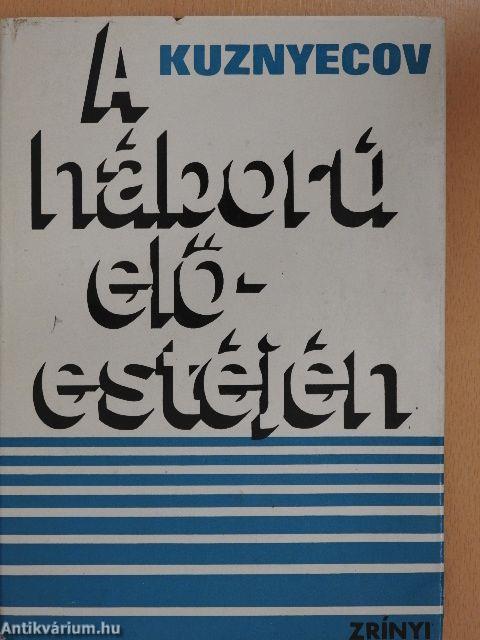 A KUZNYECOV
háború
elő-
estéjén
ZRÍNYI
Antikvárium.hu